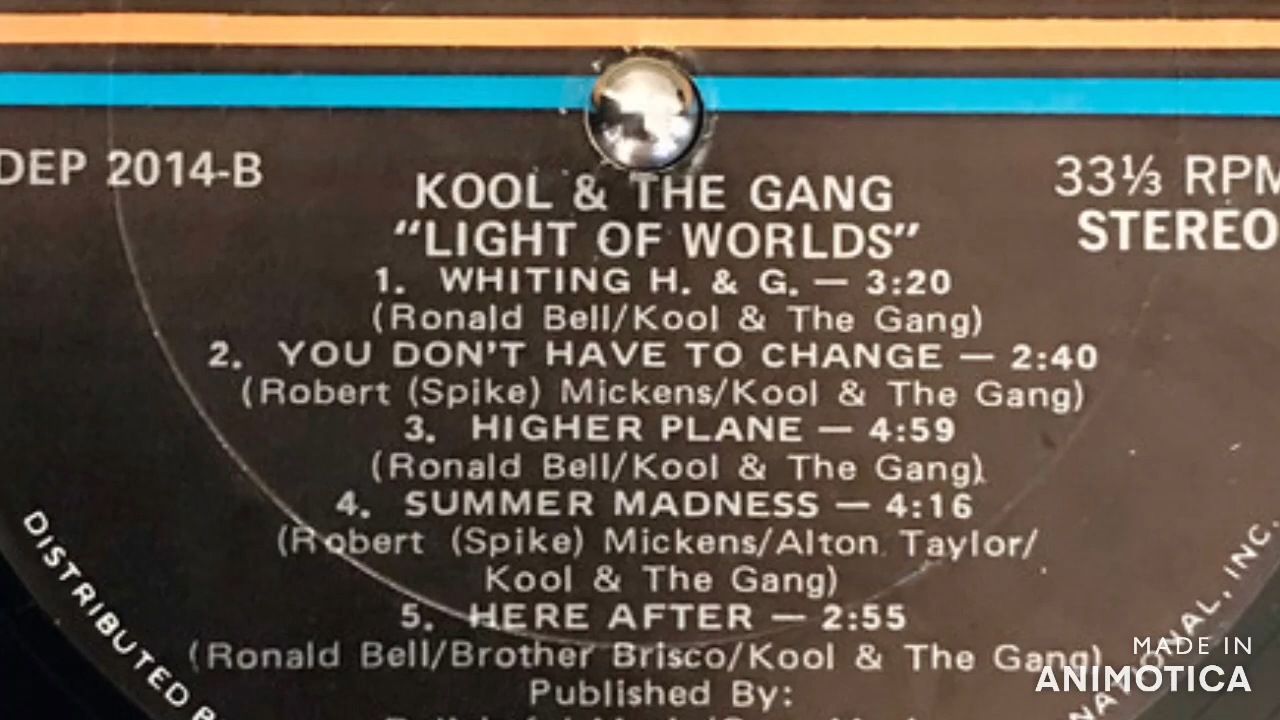 DEP 2014-B
33⅓ RPM
STEREO
KOOL & THE GANG
“LIGHT OF WORLDS”
1. WHITING H. & G. — 3:20
(Ronald Bell/Kool & The Gang)
2. YOU DON'T HAVE TO CHANGE — 2:40
(Robert (Spike) Mickens/Kool & The Gang)
3. HIGHER PLANE — 4:59
(Ronald Bell/Kool & The Gang)
4. SUMMER MADNESS — 4:16
(Robert (Spike) Mickens/Alton Taylor/
Kool & The Gang)
5. HERE AFTER — 2:55
(Ronald Bell/Brother Brisco/Kool & The Gang)
Published By:
DISTRIBUTED B
NATIONAL, INC.
MADE IN
ANIMOTICA